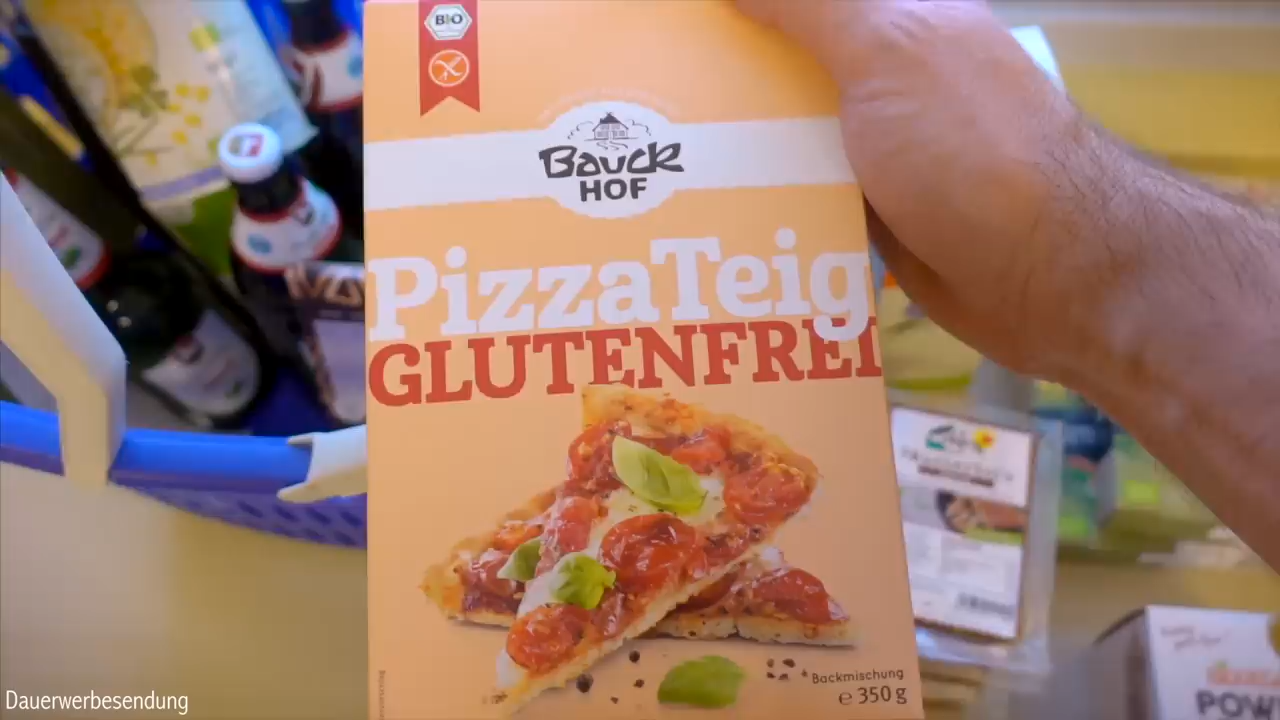 BIO
Bauck
HOF
PizzaTeig
GLUTENFREI
* Backmischung
℮ 350 g
POW
Dauerwerbesendung